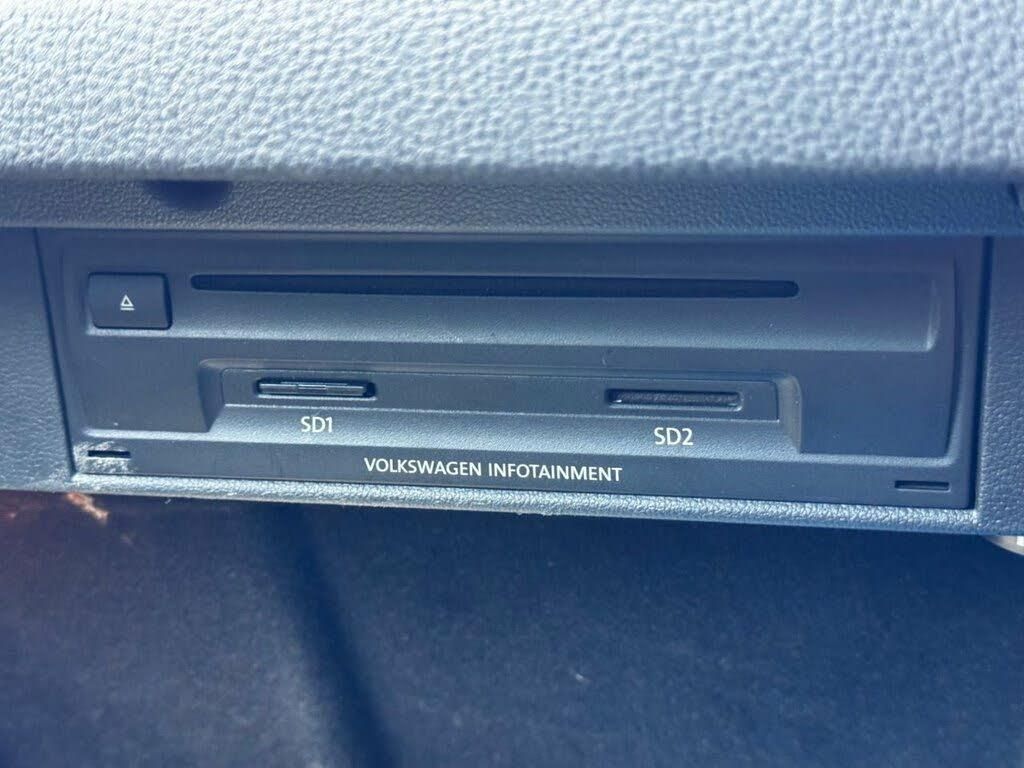 SD1
SD2
VOLKSWAGEN INFOTAINMENT